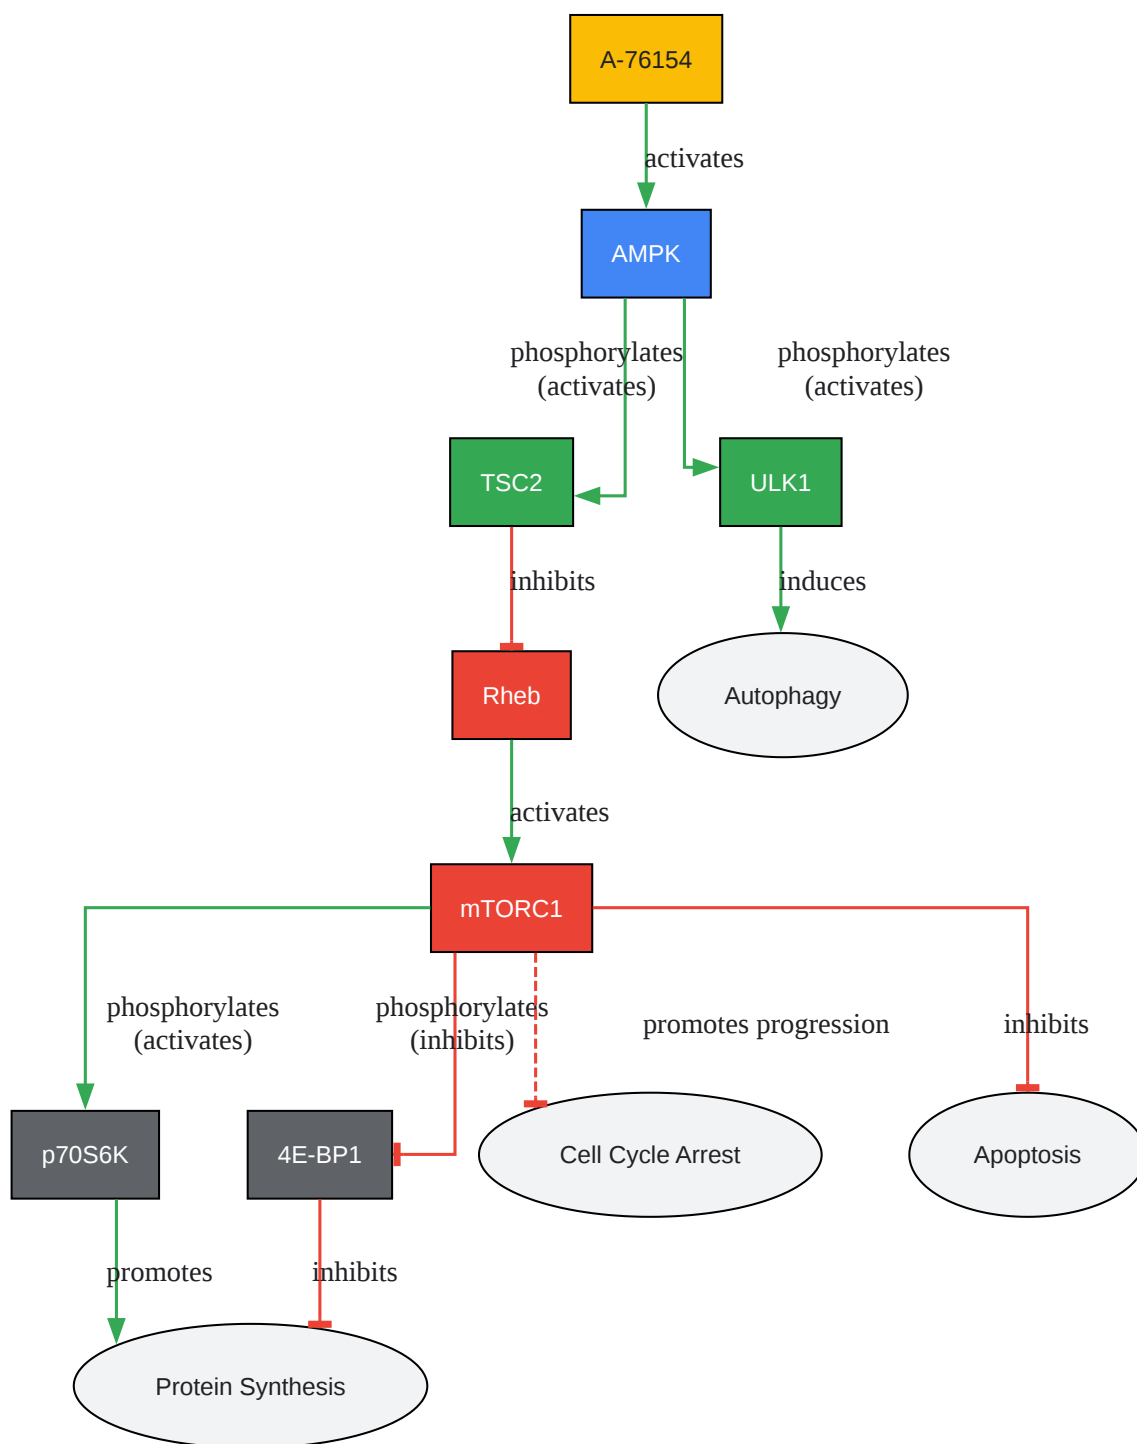 A-76154
activates
AMPK
phosphorylates
(activates)
phosphorylates
(activates)
TSC2
ULK1
inhibits
induces
Rheb
Autophagy
activates
mTORC1
phosphorylates
(activates)
phosphorylates
(inhibits)
promotes progression
inhibits
p70S6K
4E-BP1
Cell Cycle Arrest
Apoptosis
promotes
inhibits
Protein Synthesis